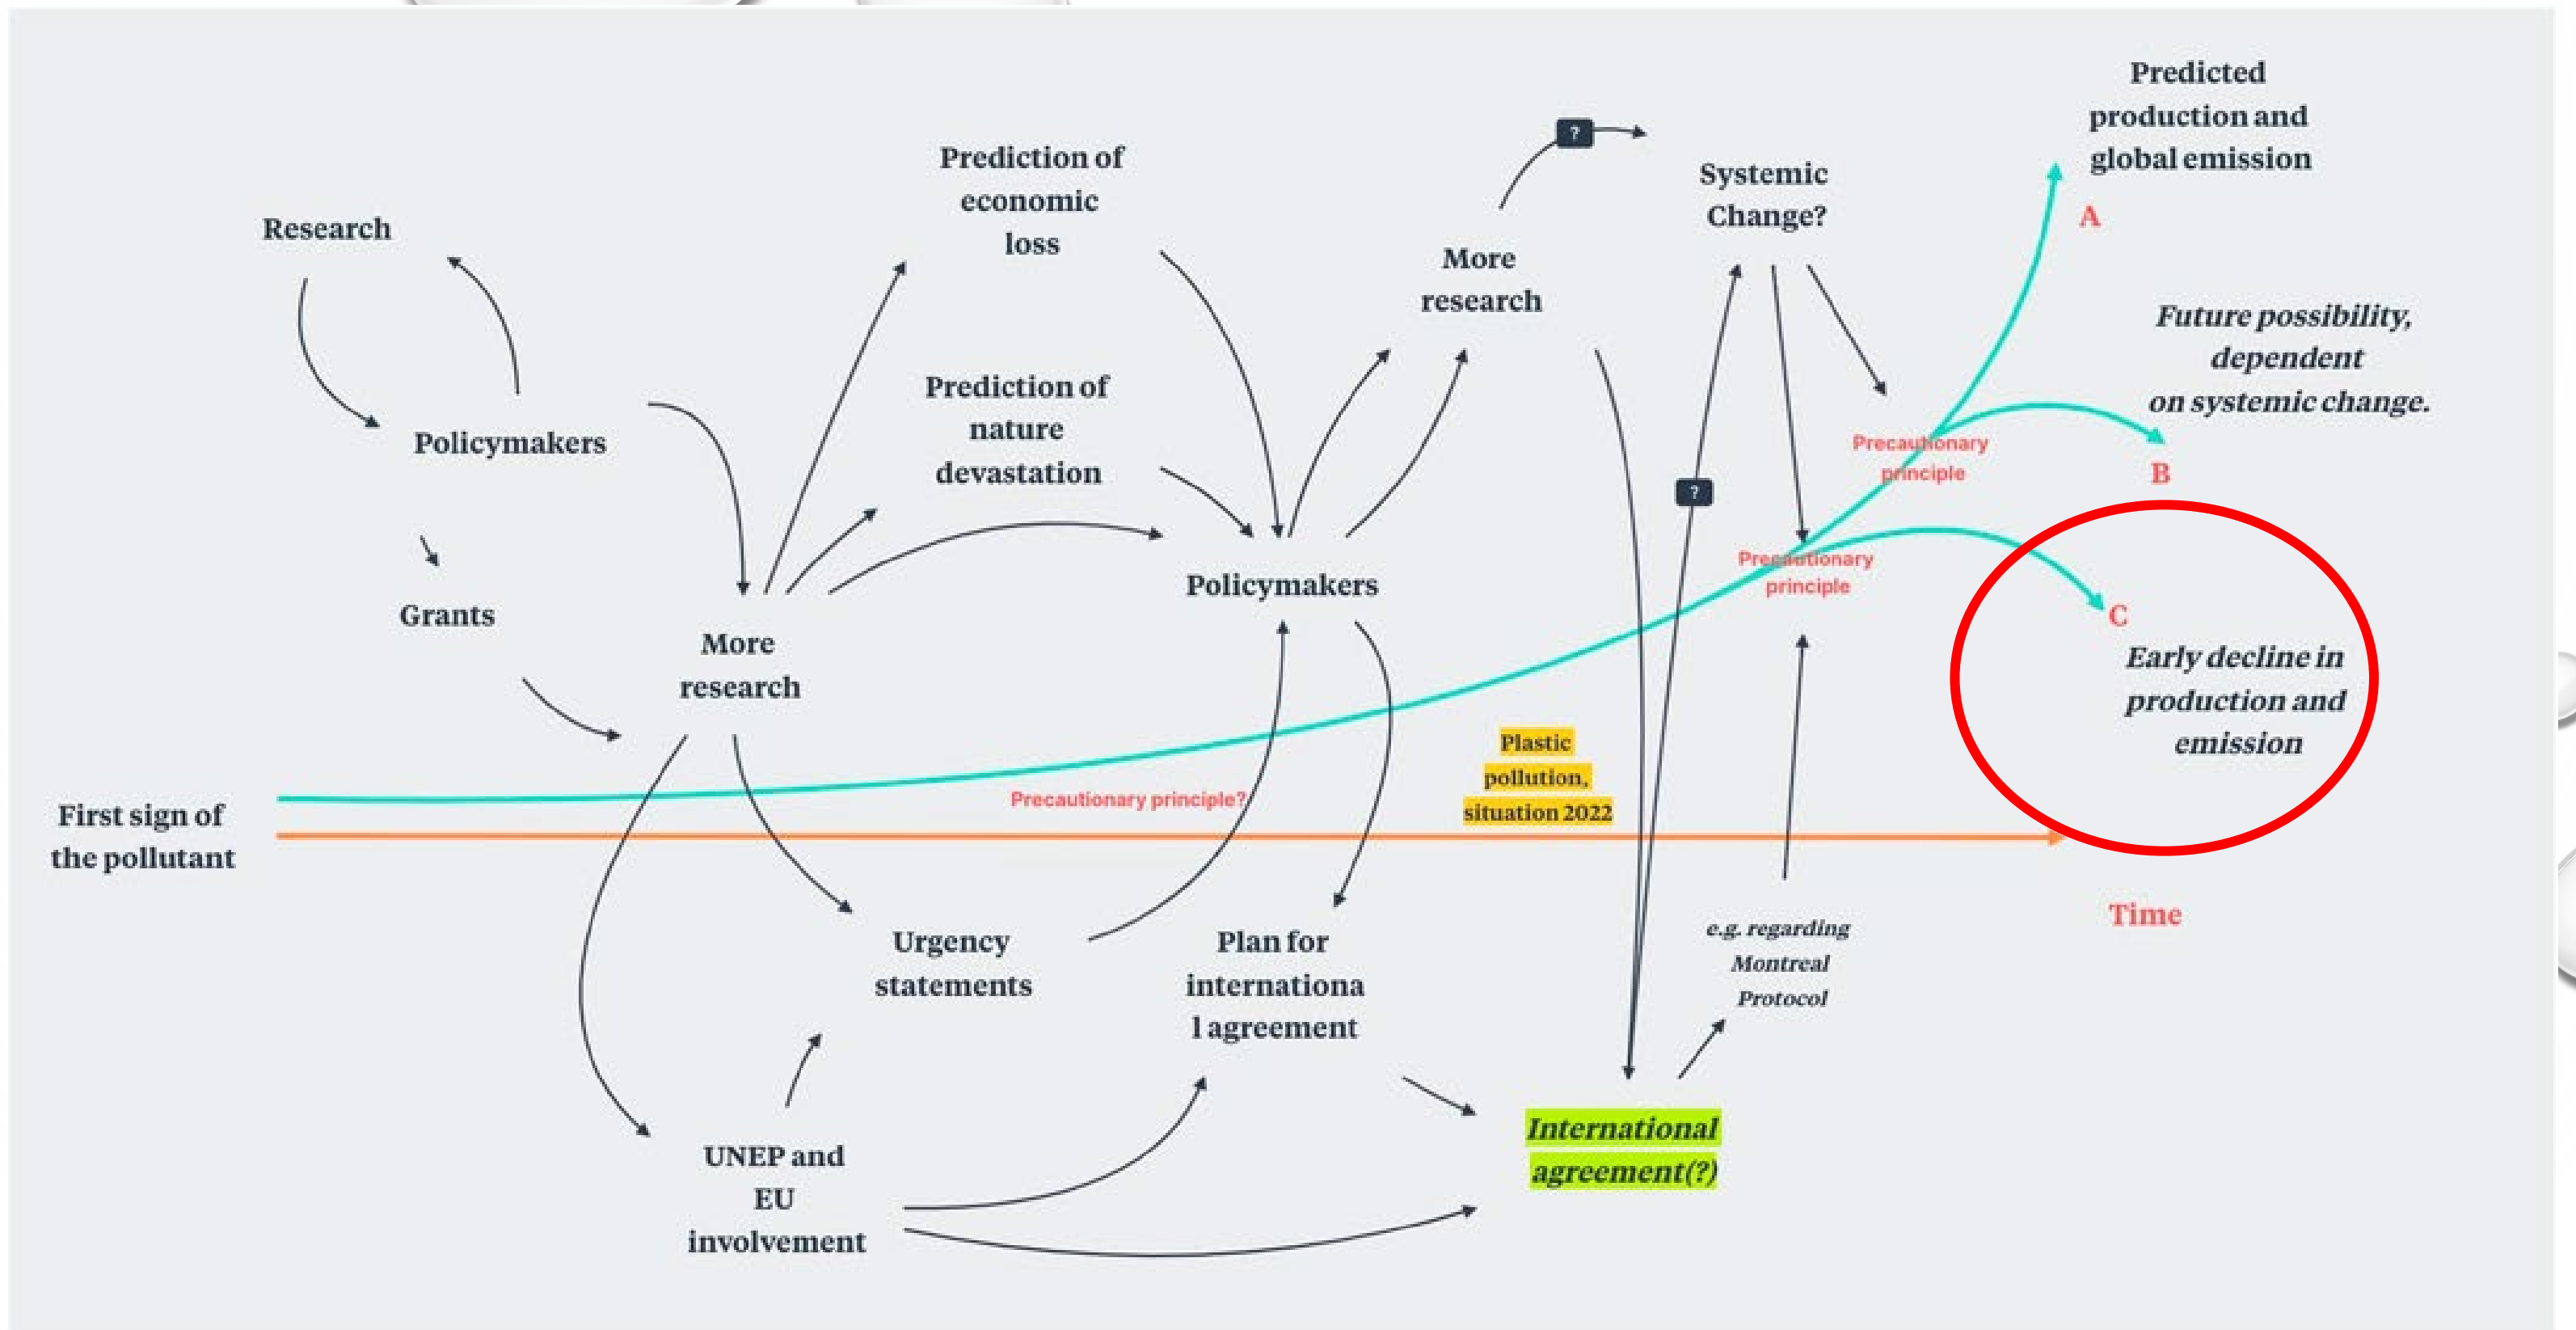 Research
Policymakers
Grants
First sign of
the pollutant
More
research
Prediction of
economic
loss
Prediction of
nature
devastation
Urgency
statements
UNEP and
EU
involvement
Precautionary principle?
Policymakers
Plan for
internationa
l agreement
More
research
?
Systemic
Change?
?
Plastic
pollution,
situation 2022
International
agreement(?)
e.g. regarding
Montreal
Protocol
Precautionary
principle
Precautionary
principle
Predicted
production and
global emission
A
Future possibility,
dependent
on systemic change.
B
C
Early decline in
production and
emission
Time